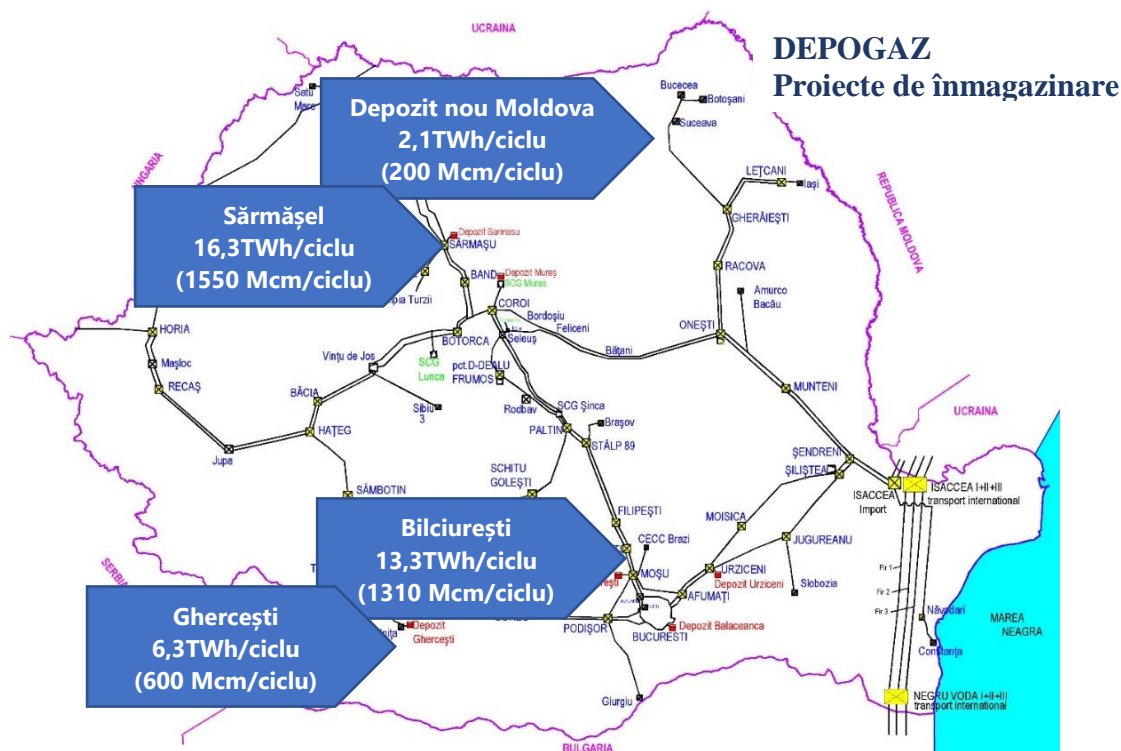 DEPOGAZ
Proiecte de înmagazinare
UCRAINA
Satu
Mare
Depozit nou Moldova
2,1TWh/ciclu
(200 Mcm/ciclu)
Bucecea
Botoșani
Suceava
LEȚCANI
Iași
GHERĂIEȘTI
REPUBLICA MOLDOVA
Sărmășel
16,3TWh/ciclu
(1550 Mcm/ciclu)
Depozit Sarmasu
SĂRMAȘU
RACOVA
BAND
Depozit Mureș
SCG Mures
Amurco
Bacău
COROI
Bordoșiu
Feliceni
HORIA
BOTORCA
Seleuș
ONEȘTI
Bățani
Mașloc
Vințu de Jos
SCG
Lunca
pct.D-DEALU
FRUMOS
RECAȘ
MUNTENI
BĂCIA
Sibiu
3
Rodbav
SCG Șinca
Brașov
UCRAINA
HAȚEG
PALTIN
STÂLP 89
Jupa
ȘENDRENI
ȘILIȘTEA
SCHITU
GOLEȘTI
ISACCEA I+II+III
transport international
ISACCEA
Import
SÂMBOTIN
FILIPEȘTI
MOISICA
Bilciurești
13,3TWh/ciclu
(1310 Mcm/ciclu)
CECC Brazi
JUGUREANU
MOȘU
URZICENI
Depozit Urziceni
Fir 1
Fir 2
Fir 3
Slobozia
AFUMAȚI
Ghercești
6,3TWh/ciclu
(600 Mcm/ciclu)
Depozit
Ghercești
PODIȘOR
BUCURESTI
Depozit Balaceanca
Năvodari
MAREA
NEAGRA
Constanța
Giurgiu
NEGRU VODA I+II+III
transport international
BULGARIA